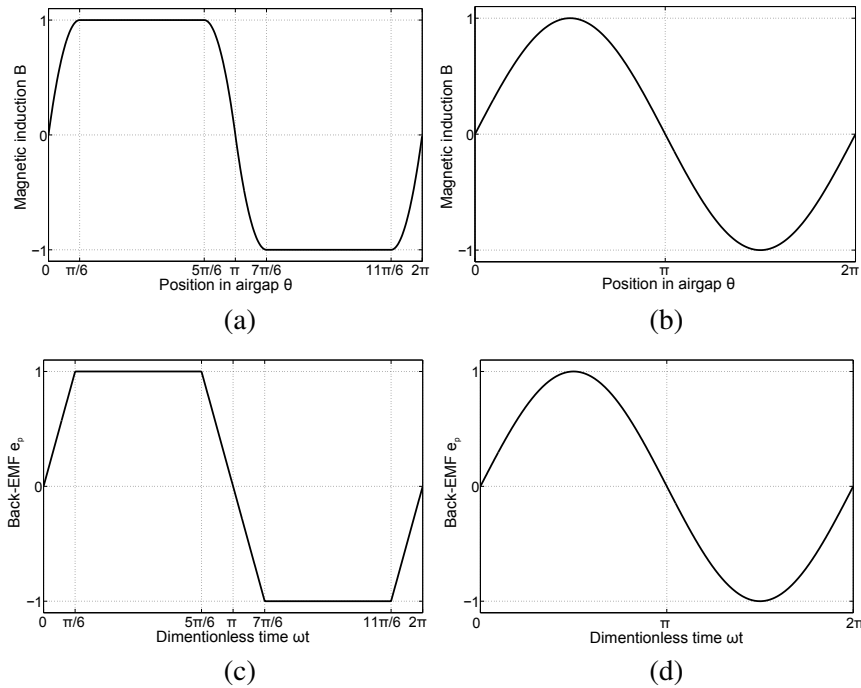 1
0
−1
Magnetic induction B
0 π/6 5π/6 π 7π/6 11π/6 2π
Position in airgap θ
(a)
1
0
−1
Magnetic induction B
0 π 2π
Position in airgap θ
(b)
1
0
−1
Back-EMF ep
0 π/6 5π/6 π 7π/6 11π/6 2π
Dimentionless time ωt
(c)
1
0
−1
Back-EMF ep
0 π 2π
Dimentionless time ωt
(d)